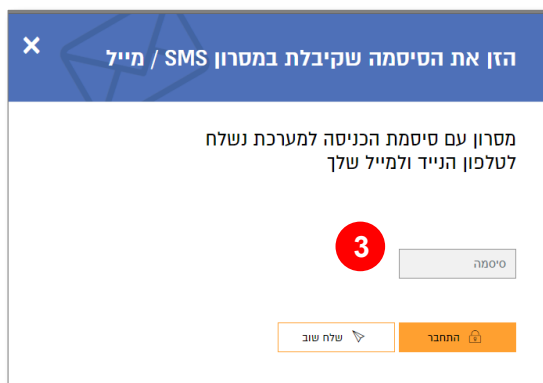 הזן את הסיסמה שקיבלת במסרון SMS / מייל
מסרון עם סיסמת הכניסה למערכת נשלח
לטלפון הנייד ולמייל שלך
3
סיסמה
התחבר
שלח שוב